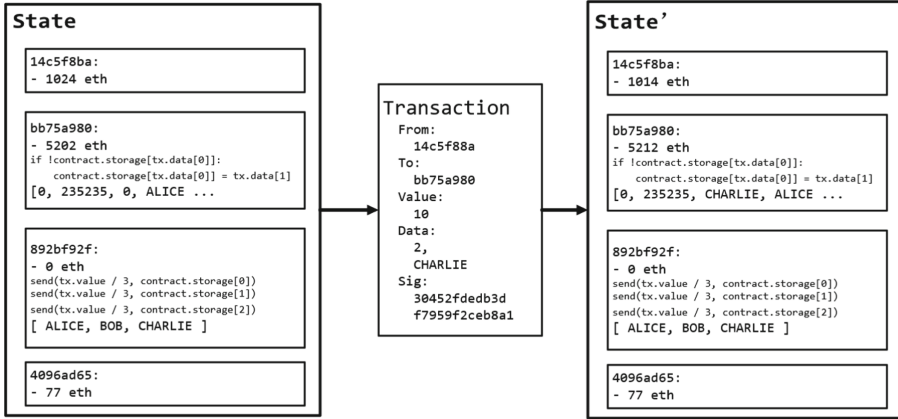 State
14c5f8ba:
- 1024 eth
bb75a980:
- 5202 eth
if !contract.storage[tx.data[0]]:
contract.storage[tx.data[0]] = tx.data[1]
[0, 235235, 0, ALICE ...
892bf92f:
- 0 eth
send(tx.value / 3, contract.storage[0])
send(tx.value / 3, contract.storage[1])
send(tx.value / 3, contract.storage[2])
[ ALICE, BOB, CHARLIE ]
4096ad65:
- 77 eth
Transaction
From:
14c5f88a
To:
bb75a980
Value:
10
Data:
2,
CHARLIE
Sig:
30452fdedb3d
f7959f2ceb8a1
State’
14c5f8ba:
- 1014 eth
bb75a980:
- 5212 eth
if !contract.storage[tx.data[0]]:
contract.storage[tx.data[0]] = tx.data[1]
[0, 235235, CHARLIE, ALICE ...
892bf92f:
- 0 eth
send(tx.value / 3, contract.storage[0])
send(tx.value / 3, contract.storage[1])
send(tx.value / 3, contract.storage[2])
[ ALICE, BOB, CHARLIE ]
4096ad65:
- 77 eth